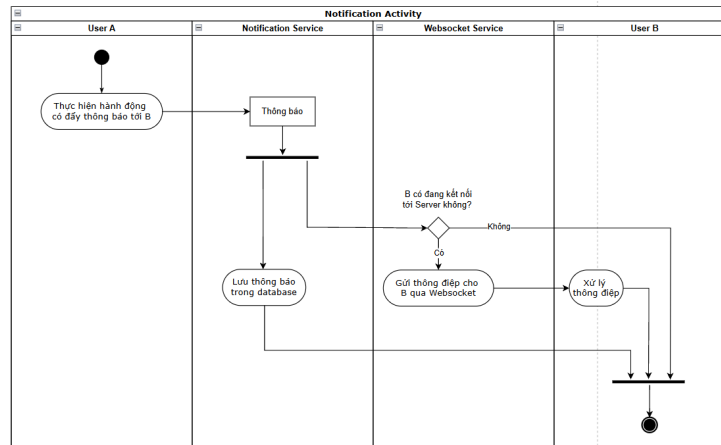 Notification Activity
User A
Notification Service
Websocket Service
User B
Thực hiện hành động
có đẩy thông báo tới B
Thông báo
B có đang kết nối
tới Server không?
Không
Có
Lưu thông báo
trong database
Gửi thông điệp cho
B qua Websocket
Xử lý
thông điệp